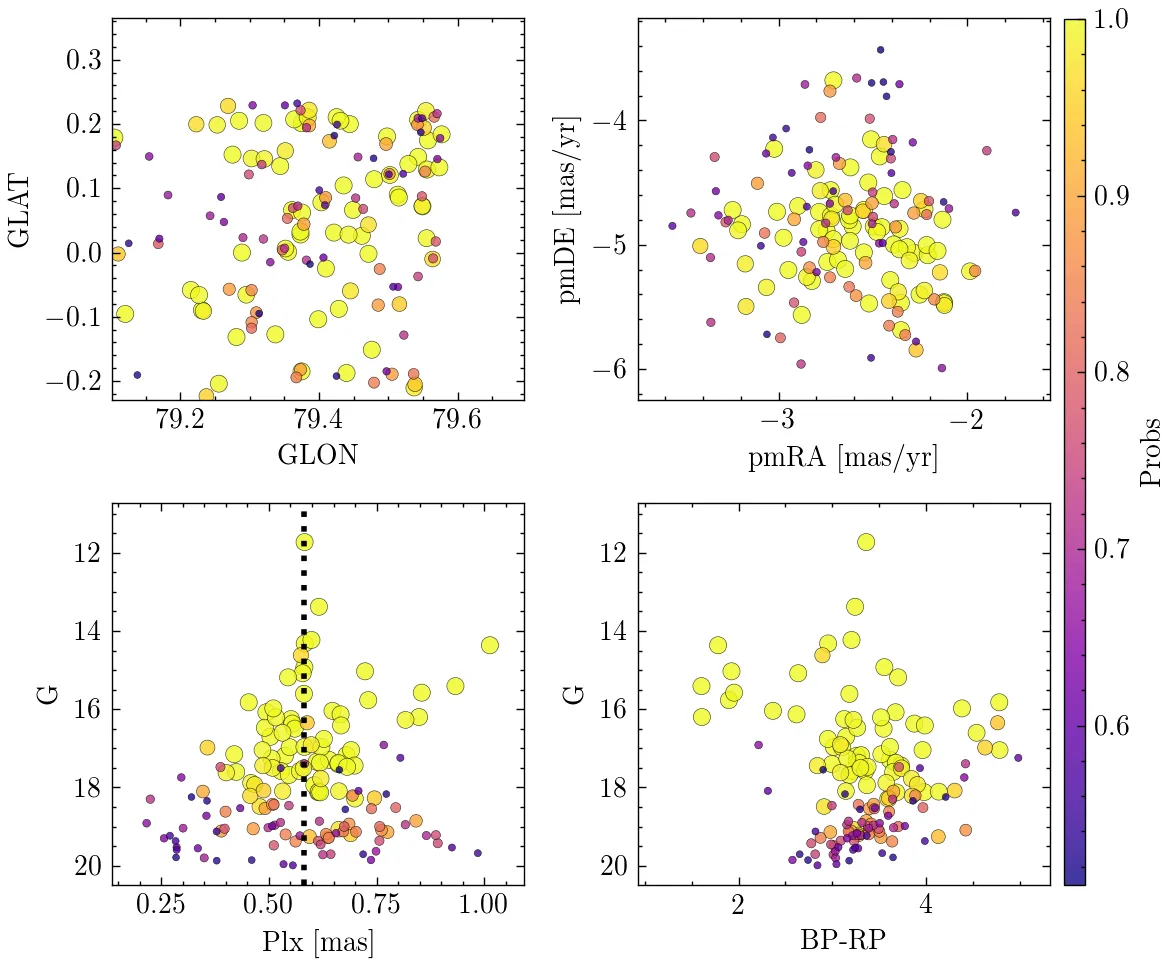 0.3
0.2
0.1
0.0
−0.1
−0.2
GLAT
79.2 79.4 79.6
GLON
−4
−5
−6
pmDE [mas/yr]
−3 −2
pmRA [mas/yr]
1.0
0.9
0.8
0.7
0.6
Probs
12
14
16
18
20
G
0.25 0.50 0.75 1.00
Plx [mas]
12
14
16
18
20
G
2 4
BP-RP